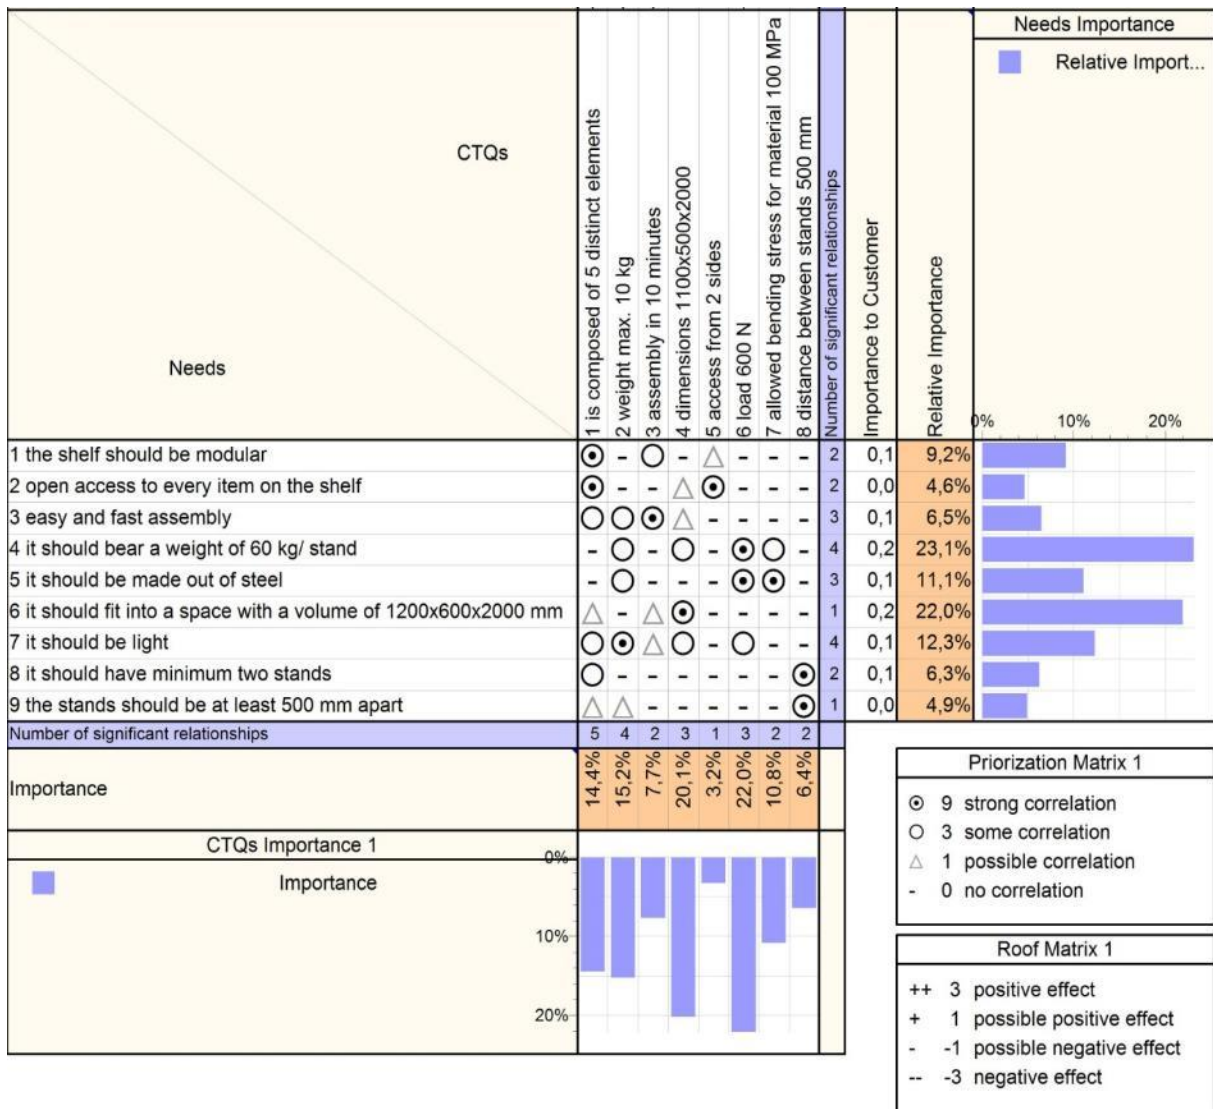 CTQs
Needs
1 is composed of 5 distinct elements
2 weight max. 10 kg
3 assembly in 10 minutes
4 dimensions 1100x500x2000
5 access from 2 sides
6 load 600 N
7 allowed bending stress for material 100 MPa
8 distance between stands 500 mm
Number of significant relationships
Importance to Customer
Relative Importance
Needs Importance
Relative Import...
0% 10% 20%
1 the shelf should be modular ⊙ - ○ - △ - - - 2 0,1 9,2%
2 open access to every item on the shelf ⊙ - - △ ⊙ - - - 2 0,0 4,6%
3 easy and fast assembly ○ ○ ⊙ △ - - - - 3 0,1 6,5%
4 it should bear a weight of 60 kg/ stand - ○ - ○ - ⊙ ○ - 4 0,2 23,1%
5 it should be made out of steel - ○ - - - ⊙ ⊙ - 3 0,1 11,1%
6 it should fit into a space with a volume of 1200x600x2000 mm △ - △ ⊙ - - - - 1 0,2 22,0%
7 it should be light ○ ⊙ △ ○ - ○ - - 4 0,1 12,3%
8 it should have minimum two stands ○ - - - - - - ⊙ 2 0,1 6,3%
9 the stands should be at least 500 mm apart △ △ - - - - - ⊙ 1 0,0 4,9%
Number of significant relationships 5 4 2 3 1 3 2 2
Importance 14,4% 15,2% 7,7% 20,1% 3,2% 22,0% 10,8% 6,4%
CTQs Importance 1
Importance
0%
10%
20%
Priorization Matrix 1
⊙ 9 strong correlation
○ 3 some correlation
△ 1 possible correlation
- 0 no correlation
Roof Matrix 1
++ 3 positive effect
+ 1 possible positive effect
- -1 possible negative effect
-- -3 negative effect